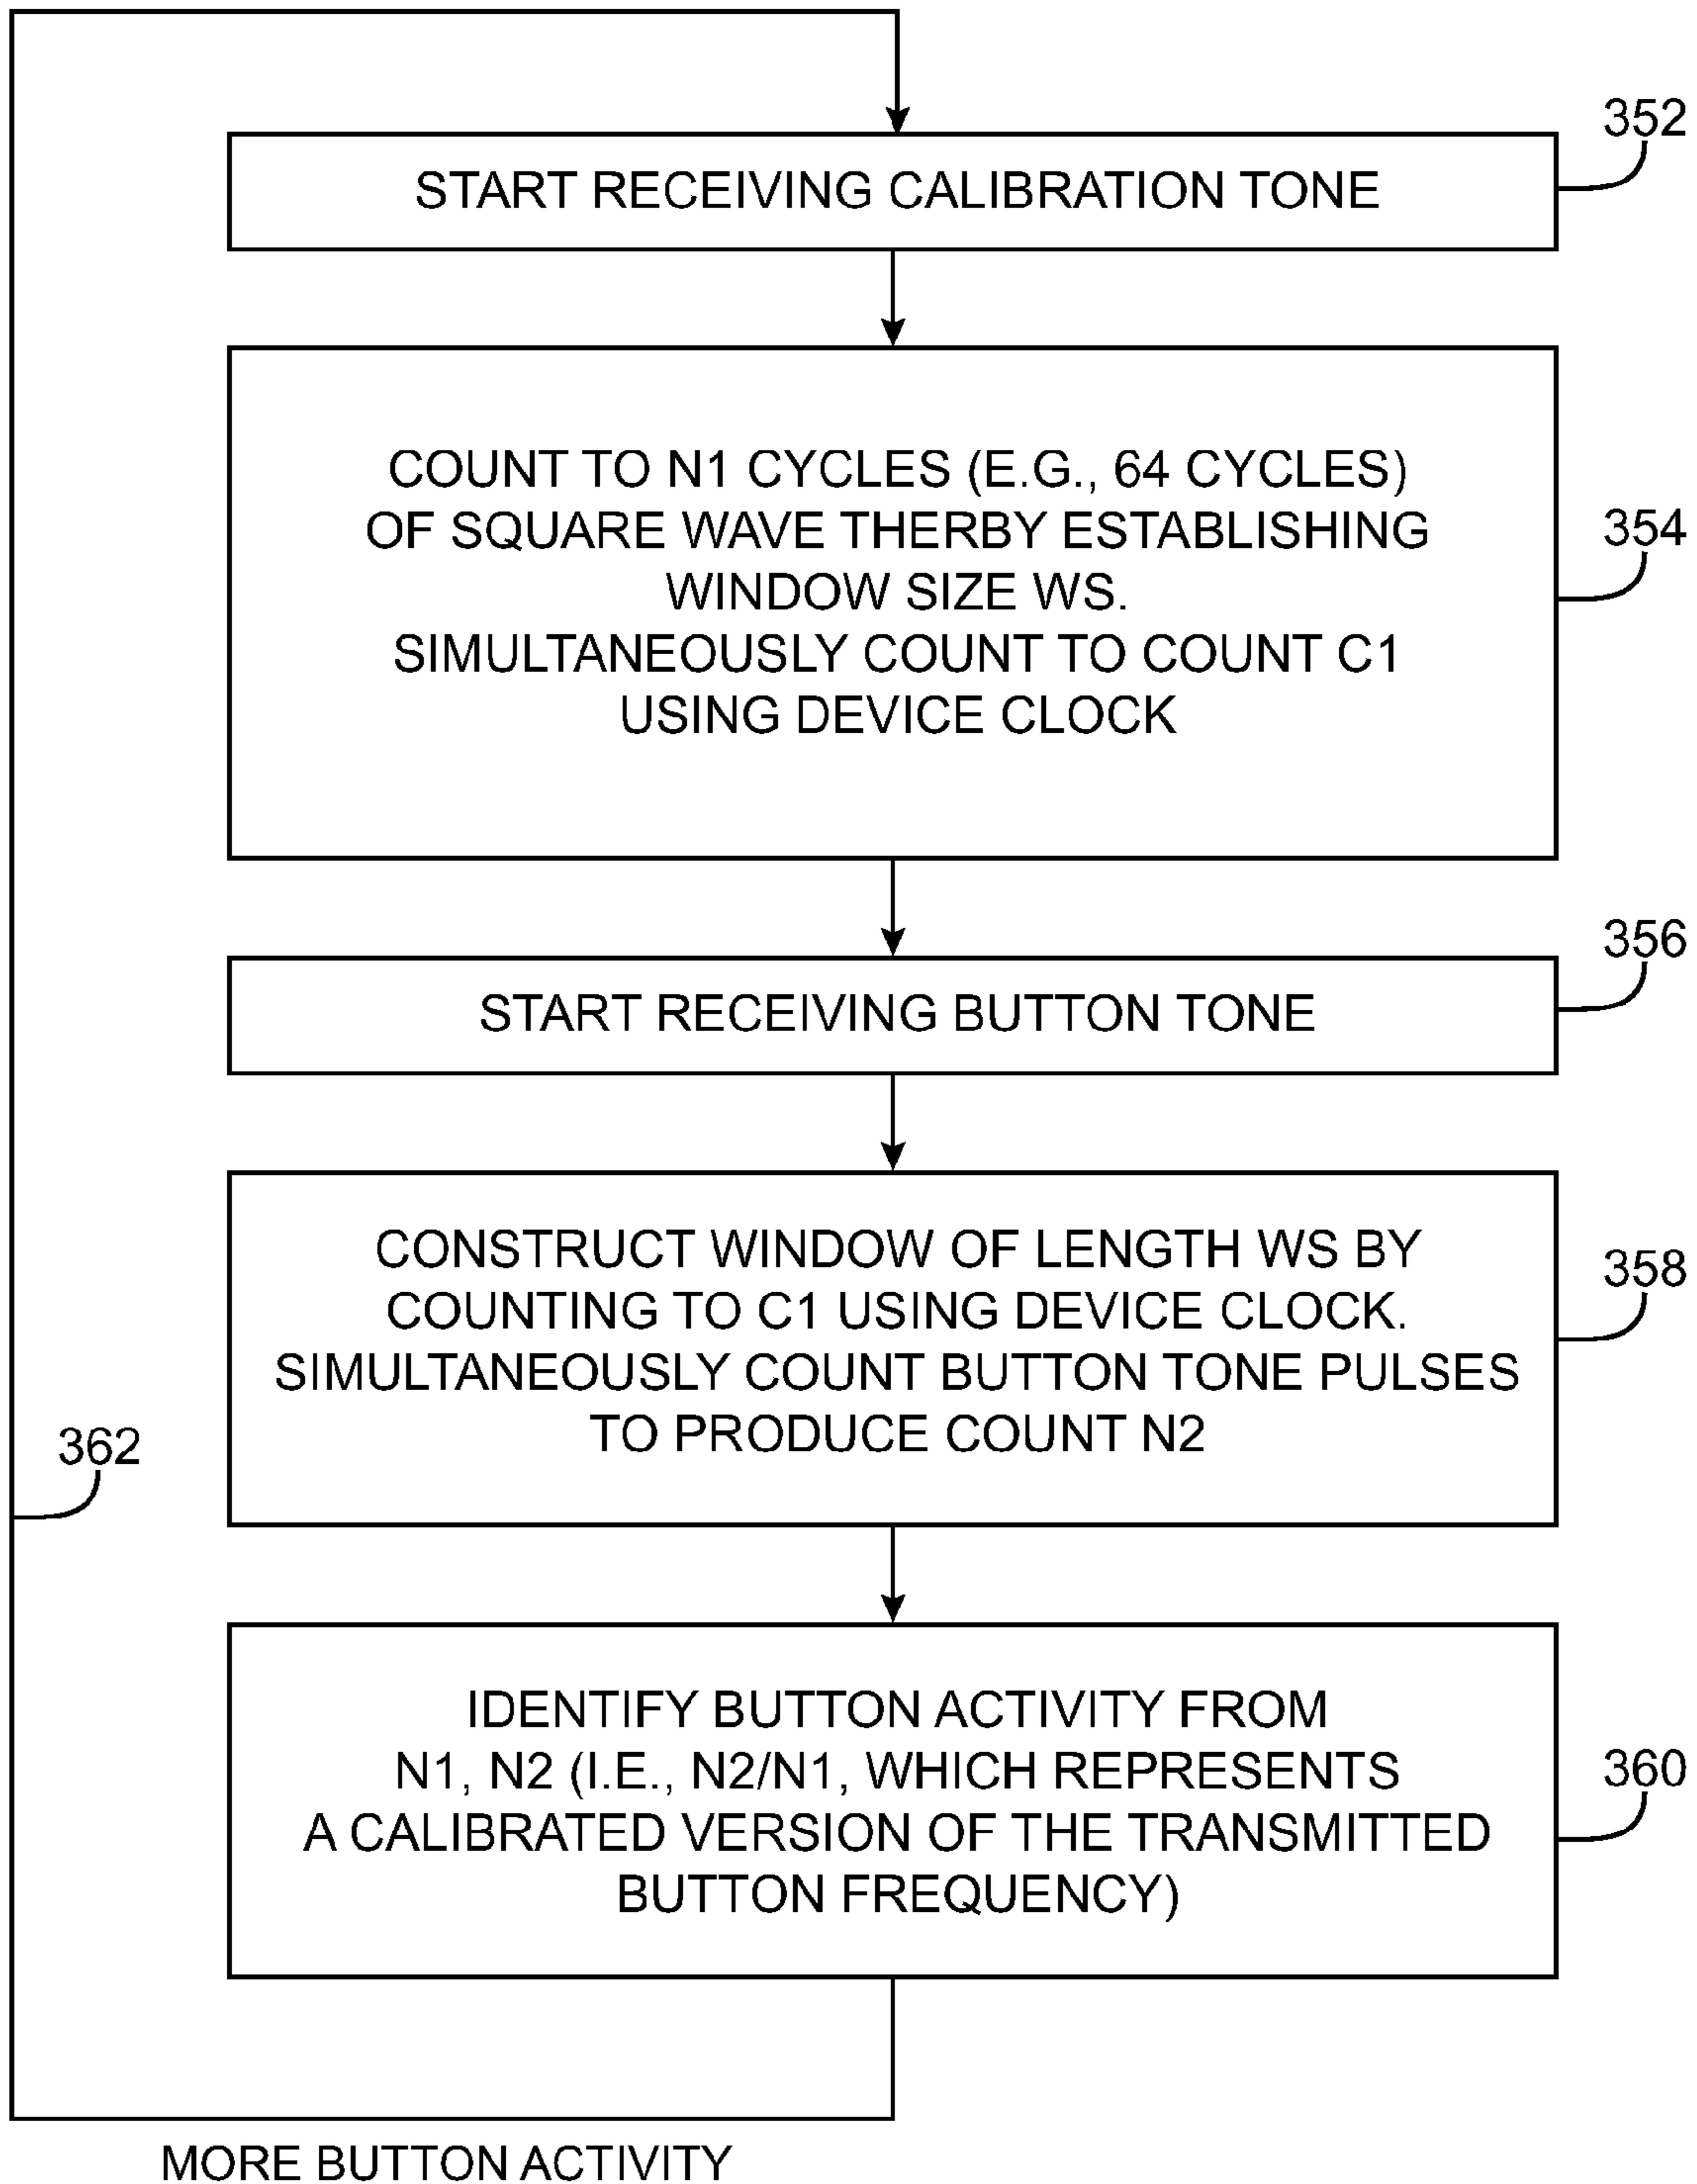 352
START RECEIVING CALIBRATION TONE
COUNT TO N1 CYCLES (E.G., 64 CYCLES)
OF SQUARE WAVE THERBY ESTABLISHING
WINDOW SIZE WS.
SIMULTANEOUSLY COUNT TO COUNT C1
USING DEVICE CLOCK
354
356
START RECEIVING BUTTON TONE
CONSTRUCT WINDOW OF LENGTH WS BY
COUNTING TO C1 USING DEVICE CLOCK.
SIMULTANEOUSLY COUNT BUTTON TONE PULSES
TO PRODUCE COUNT N2
358
362
IDENTIFY BUTTON ACTIVITY FROM
N1, N2 (I.E., N2/N1, WHICH REPRESENTS
A CALIBRATED VERSION OF THE TRANSMITTED
BUTTON FREQUENCY)
360
MORE BUTTON ACTIVITY